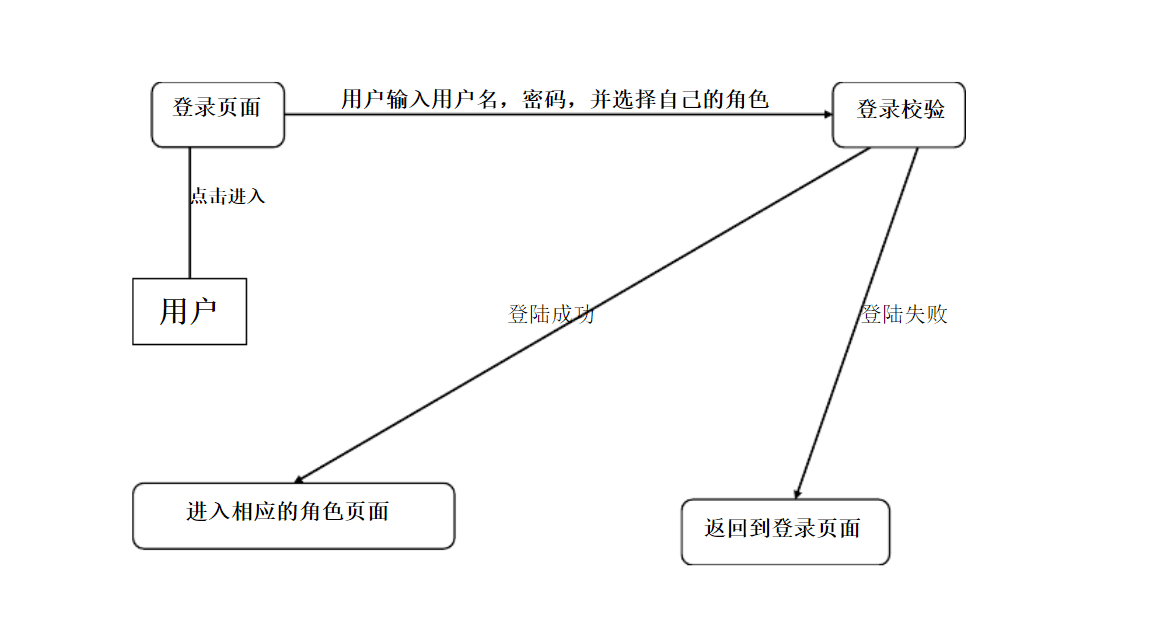 登录页面
用户输入用户名，密码，并选择自己的角色
登录校验
点击进入
用户
登陆成功
登陆失败
进入相应的角色页面
返回到登录页面